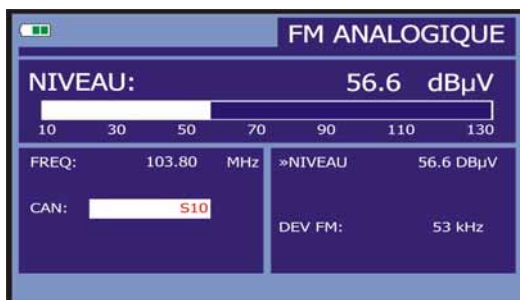 FM ANALOGIQUE
NIVEAU: 56.6 dBµV
10 30 50 70 90 110 130
FREQ: 103.80 MHz
CAN: S10
»NIVEAU 56.6 DBµV
DEV FM: 53 kHz